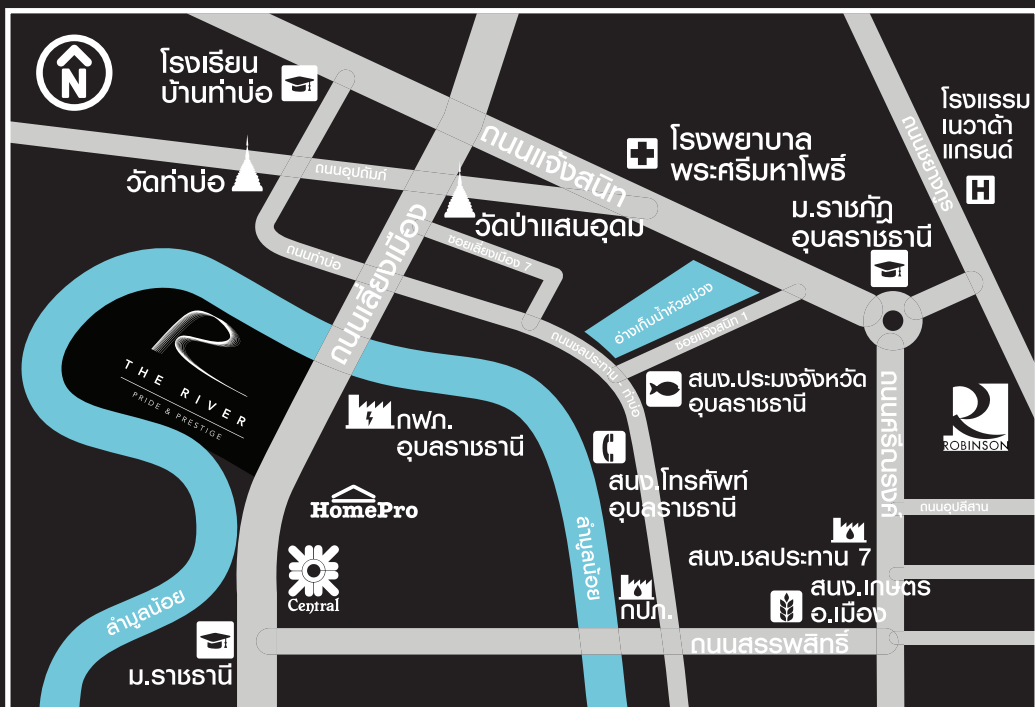 N
โรงเรียน
บ้านท่าบ่อ
วัดท่าบ่อ
ถนนอุปถัมภ์
ถนนแจ้งสนิท
โรงพยาบาล
พระศรีมหาโพธิ์
ถนนชยางกูร
โรงแรม
เนวาด้า
แกรนด์
H
ม.ราชภัฏ
อุบลราชธานี
วัดป่าแสนอุดม
ซอยเลี่ยงเมือง 7
ถนนท่าบ่อ
ถนนเลี่ยงเมือง
อ่างเก็บน้ำห้วยม่วง
ซอยแจ้งสนิท 1
ถนนชลประทาน - ท่าบ่อ
R
THE RIVER
PRIDE & PRESTIGE
กฟภ.
อุบลราชธานี
สนง.ประมงจังหวัด
อุบลราชธานี
ถนนศรีณรงค์
R
ROBINSON
สนง.โทรศัพท์
อุบลราชธานี
HomePro
Central
ลำมูลน้อย
ถนนอุปลีสาน
สนง.ชลประทาน 7
กปภ.
สนง.เกษตร
อ.เมือง
ลำมูลน้อย
ม.ราชธานี
ถนนสรรพสิทธิ์